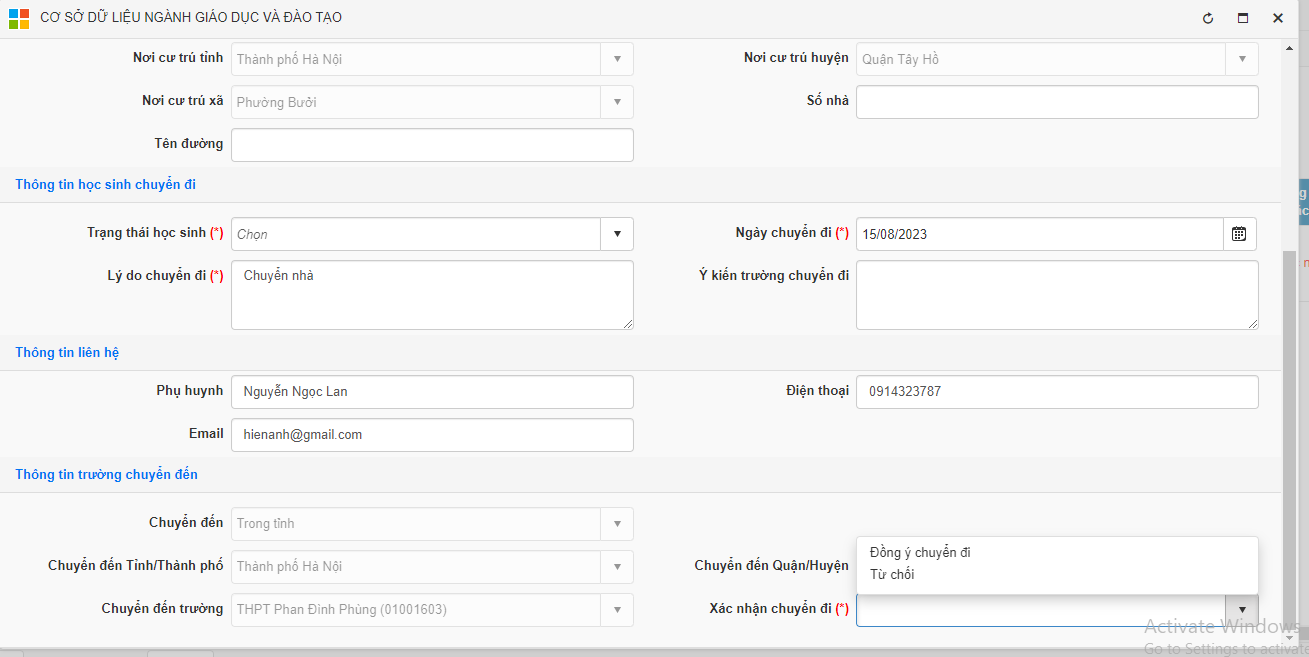 CƠ SỞ DỮ LIỆU NGÀNH GIÁO DỤC VÀ ĐÀO TẠO
Nơi cư trú tỉnh Thành phố Hà Nội Nơi cư trú huyện Quận Tây Hồ
Nơi cư trú xã Phường Bưởi Số nhà
Tên đường
Thông tin học sinh chuyển đi
Trạng thái học sinh (*) Chọn Ngày chuyển đi (*) 15/08/2023
Lý do chuyển đi (*) Chuyển nhà Ý kiến trường chuyển đi
Thông tin liên hệ
Phụ huynh Nguyễn Ngọc Lan Điện thoại 0914323787
Email hienanh@gmail.com
Thông tin trường chuyển đến
Chuyển đến Trong tỉnh
Đồng ý chuyển đi
Chuyển đến Tỉnh/Thành phố Thành phố Hà Nội Chuyển đến Quận/Huyện
Từ chối
Chuyển đến trường THPT Phan Đình Phùng (01001603) Xác nhận chuyển đi (*)
Activate Windows
Go to Settings to activate